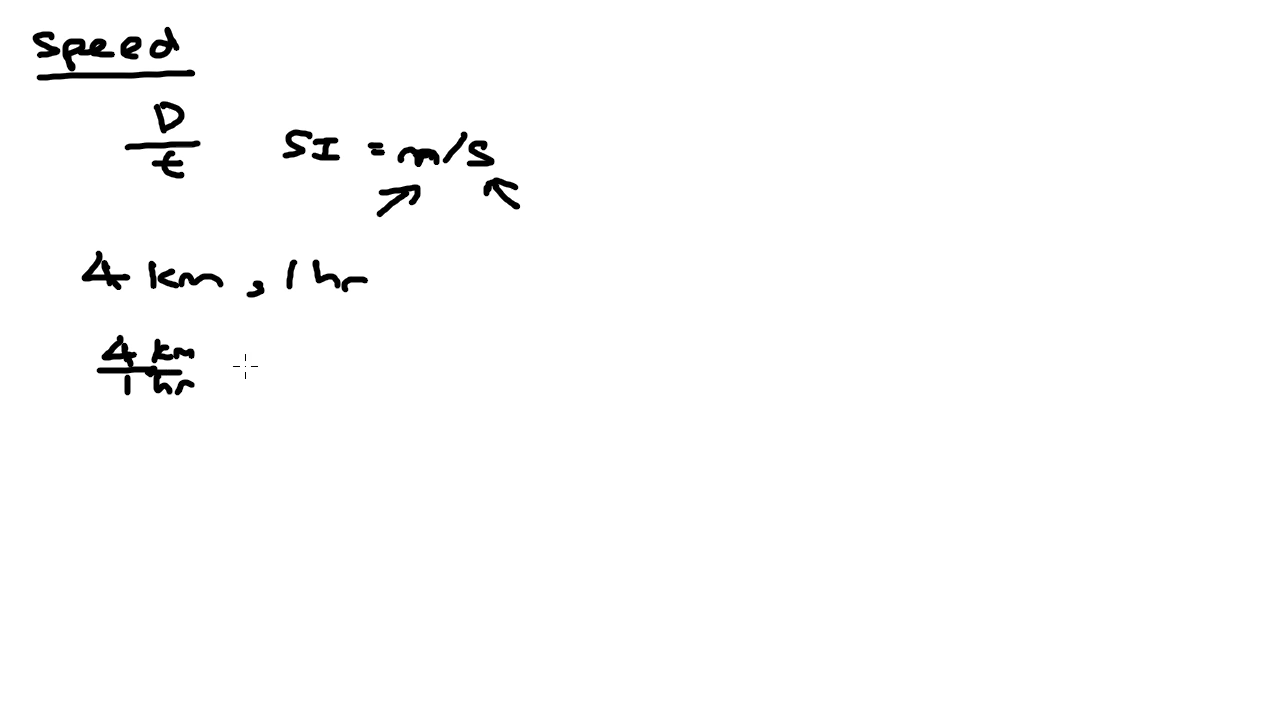 Speed
D
t
SI = m/s
4 km, 1 hr
4 km
1 hr